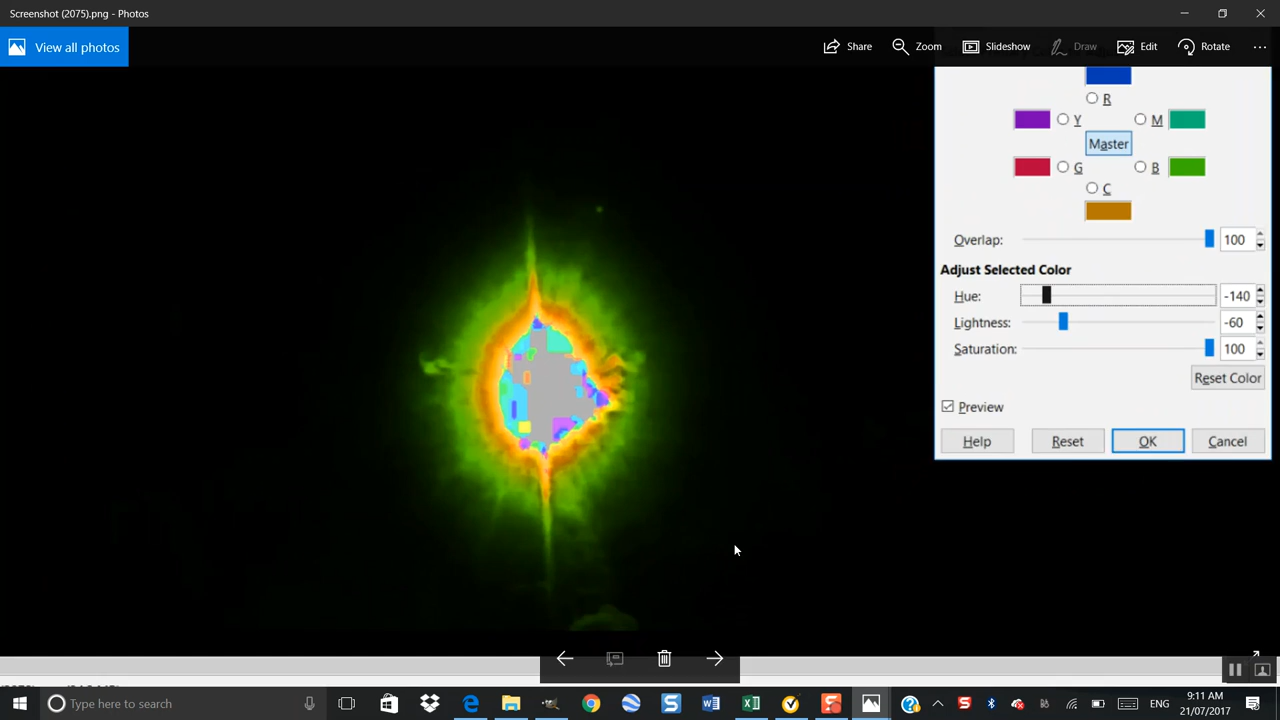 Screenshot (2075).png - Photos
View all photos
Share
Zoom
Slideshow
Draw
Edit
Rotate
R
Y
M
Master
G
B
C
Overlap:
100
Adjust Selected Color
Hue:
-140
Lightness:
-60
Saturation:
100
Reset Color
Preview
Help
Reset
OK
Cancel
Type here to search
ENG
9:11 AM
21/07/2017